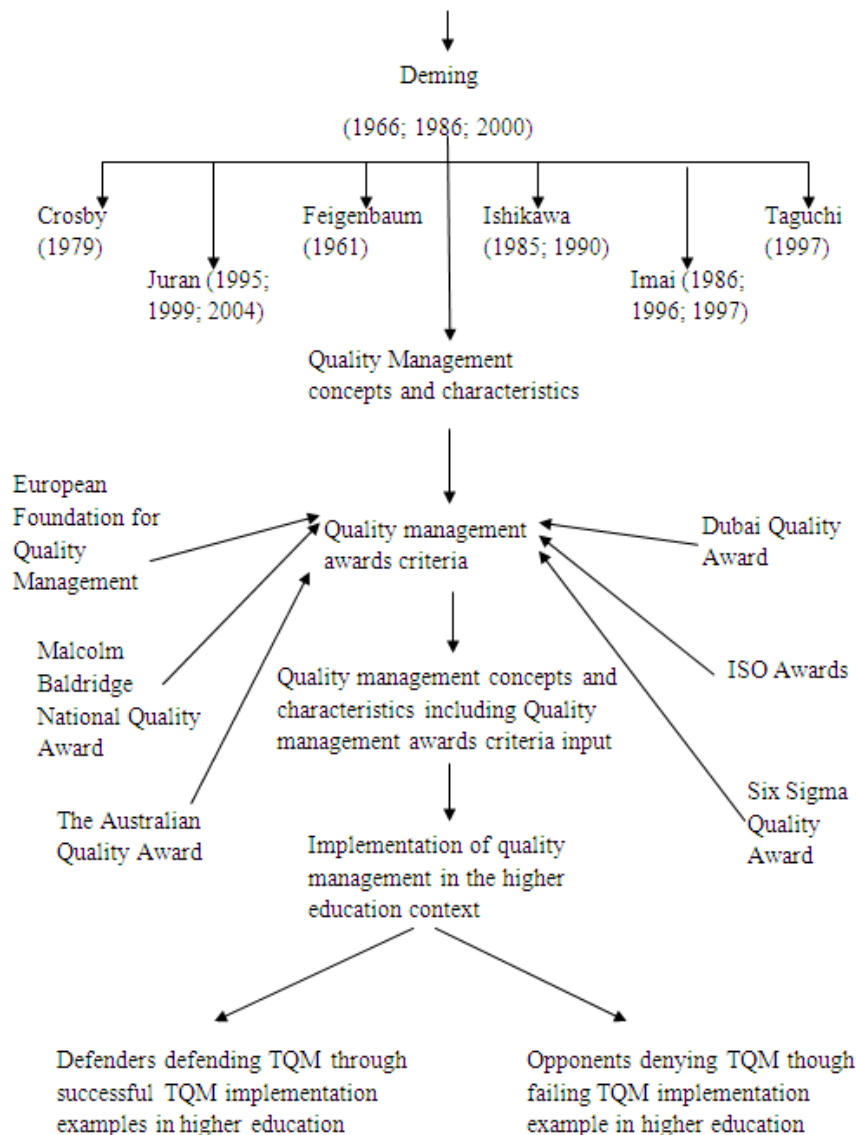 Deming
(1966; 1986; 2000)
Crosby
(1979)
Feigenbaum
(1961)
Ishikawa
(1985; 1990)
Taguchi
(1997)
Juran (1995;
1999; 2004)
Imai (1986;
1996; 1997)
Quality Management
concepts and characteristics
European
Foundation for
Quality
Management
Quality management
awards criteria
Dubai Quality
Award
Malcolm
Baldridge
National Quality
Award
Quality management concepts and
characteristics including Quality
management awards criteria input
ISO Awards
The Australian
Quality Award
Six Sigma
Quality
Award
Implementation of quality
management in the higher
education context
Defenders defending TQM through
successful TQM implementation
examples in higher education
Opponents denying TQM though
failing TQM implementation
example in higher education